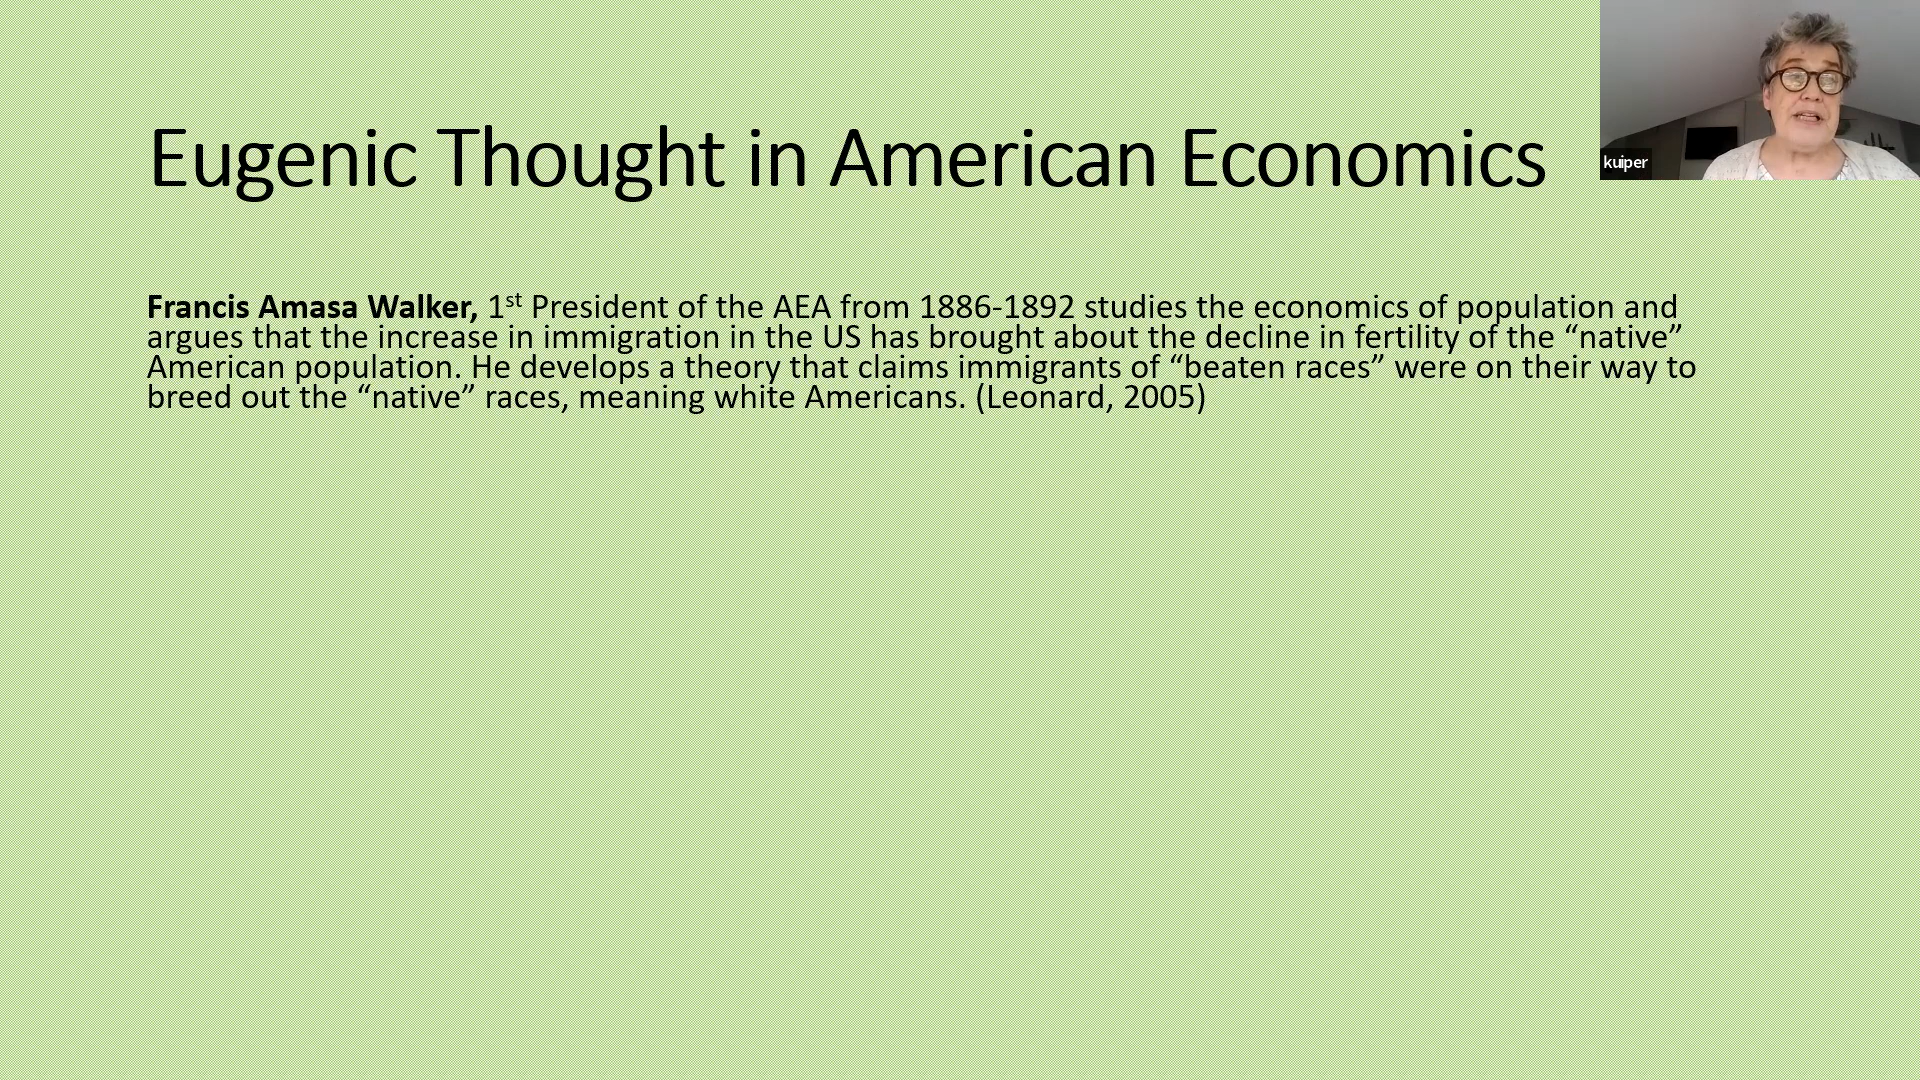 Eugenic Thought in American Economics
kuiper
Francis Amasa Walker, 1st President of the AEA from 1886-1892 studies the economics of population and
argues that the increase in immigration in the US has brought about the decline in fertility of the “native”
American population. He develops a theory that claims immigrants of “beaten races” were on their way to
breed out the “native” races, meaning white Americans. (Leonard, 2005)